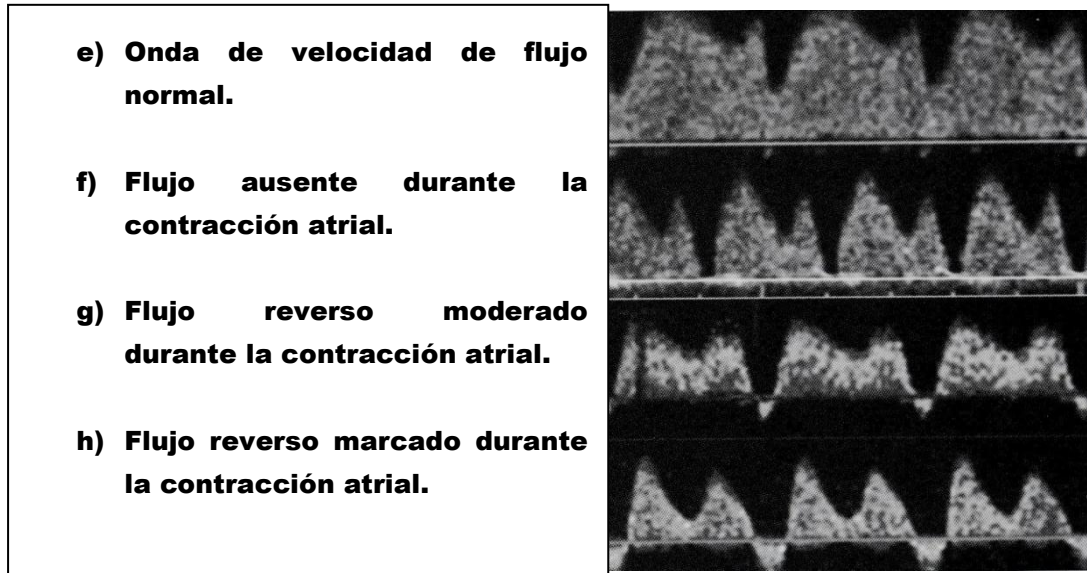 e) Onda de velocidad de flujo
normal.
f) Flujo ausente durante la
contracción atrial.
g) Flujo reverso moderado
durante la contracción atrial.
h) Flujo reverso marcado durante
la contracción atrial.